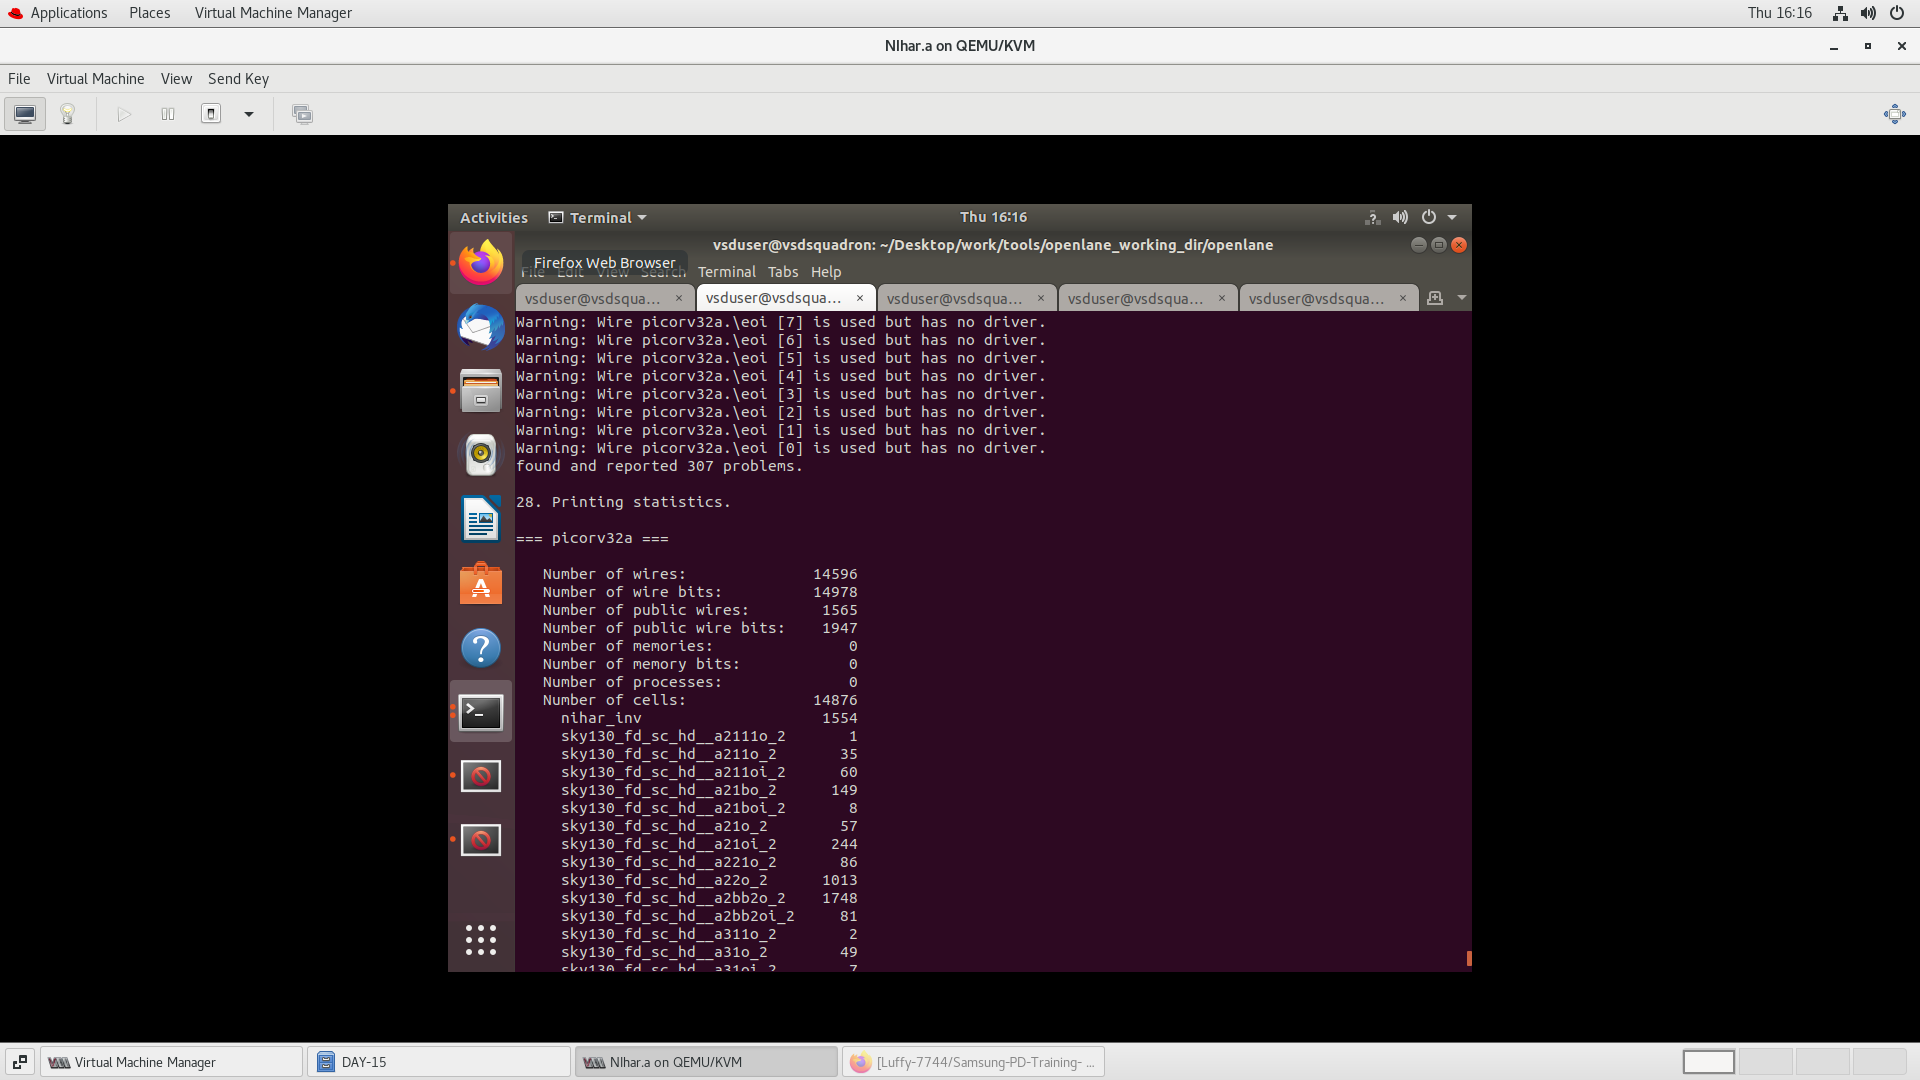 Applications Places Virtual Machine Manager Thu 16:16
NIhar.a on QEMU/KVM
File Virtual Machine View Send Key
Activities Terminal Thu 16:16
vsduser@vsdsquadron: ~/Desktop/work/tools/openlane_working_dir/openlane
Firefox Web Browser
File Edit View Search Terminal Tabs Help
vsduser@vsdsqua... × vsduser@vsdsqua... × vsduser@vsdsqua... × vsduser@vsdsqua... × vsduser@vsdsqua... ×
Warning: Wire picorv32a.\eoi [7] is used but has no driver.
Warning: Wire picorv32a.\eoi [6] is used but has no driver.
Warning: Wire picorv32a.\eoi [5] is used but has no driver.
Warning: Wire picorv32a.\eoi [4] is used but has no driver.
Warning: Wire picorv32a.\eoi [3] is used but has no driver.
Warning: Wire picorv32a.\eoi [2] is used but has no driver.
Warning: Wire picorv32a.\eoi [1] is used but has no driver.
Warning: Wire picorv32a.\eoi [0] is used but has no driver.
found and reported 307 problems.
28. Printing statistics.
=== picorv32a ===
Number of wires: 14596
Number of wire bits: 14978
Number of public wires: 1565
Number of public wire bits: 1947
Number of memories: 0
Number of memory bits: 0
Number of processes: 0
Number of cells: 14876
nihar_inv 1554
sky130_fd_sc_hd__a2111o_2 1
sky130_fd_sc_hd__a211o_2 35
sky130_fd_sc_hd__a211oi_2 60
sky130_fd_sc_hd__a21bo_2 149
sky130_fd_sc_hd__a21boi_2 8
sky130_fd_sc_hd__a21o_2 57
sky130_fd_sc_hd__a21oi_2 244
sky130_fd_sc_hd__a221o_2 86
sky130_fd_sc_hd__a22o_2 1013
sky130_fd_sc_hd__a2bb2o_2 1748
sky130_fd_sc_hd__a2bb2oi_2 81
sky130_fd_sc_hd__a311o_2 2
sky130_fd_sc_hd__a31o_2 49
sky130_fd_sc_hd__a31oi_2 7
Virtual Machine Manager DAY-15 NIhar.a on QEMU/KVM [Luffy-7744/Samsung-PD-Training- ...